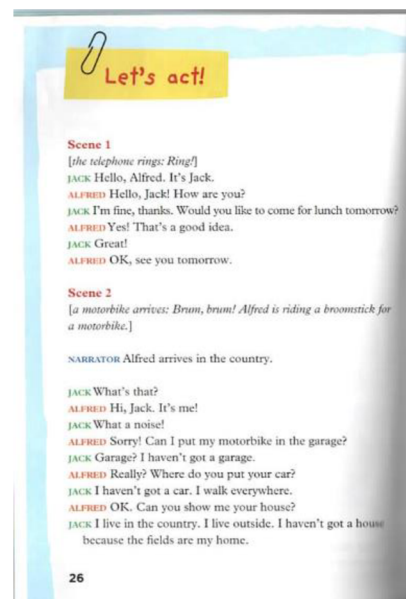 Let's act!
Scene 1
[the telephone rings: Ring!]
JACK Hello, Alfred. It's Jack.
ALFRED Hello, Jack! How are you?
JACK I'm fine, thanks. Would you like to come for lunch tomorrow?
ALFRED Yes! That's a good idea.
JACK Great!
ALFRED OK, see you tomorrow.
Scene 2
[a motorbike arrives: Brum, brum! Alfred is riding a broomstick for
a motorbike.]
NARRATOR Alfred arrives in the country.
JACK What's that?
ALFRED Hi, Jack. It's me!
JACK What a noise!
ALFRED Sorry! Can I put my motorbike in the garage?
JACK Garage? I haven't got a garage.
ALFRED Really? Where do you put your car?
JACK I haven't got a car. I walk everywhere.
ALFRED OK. Can you show me your house?
JACK I live in the country. I live outside. I haven't got a house
because the fields are my home.
26